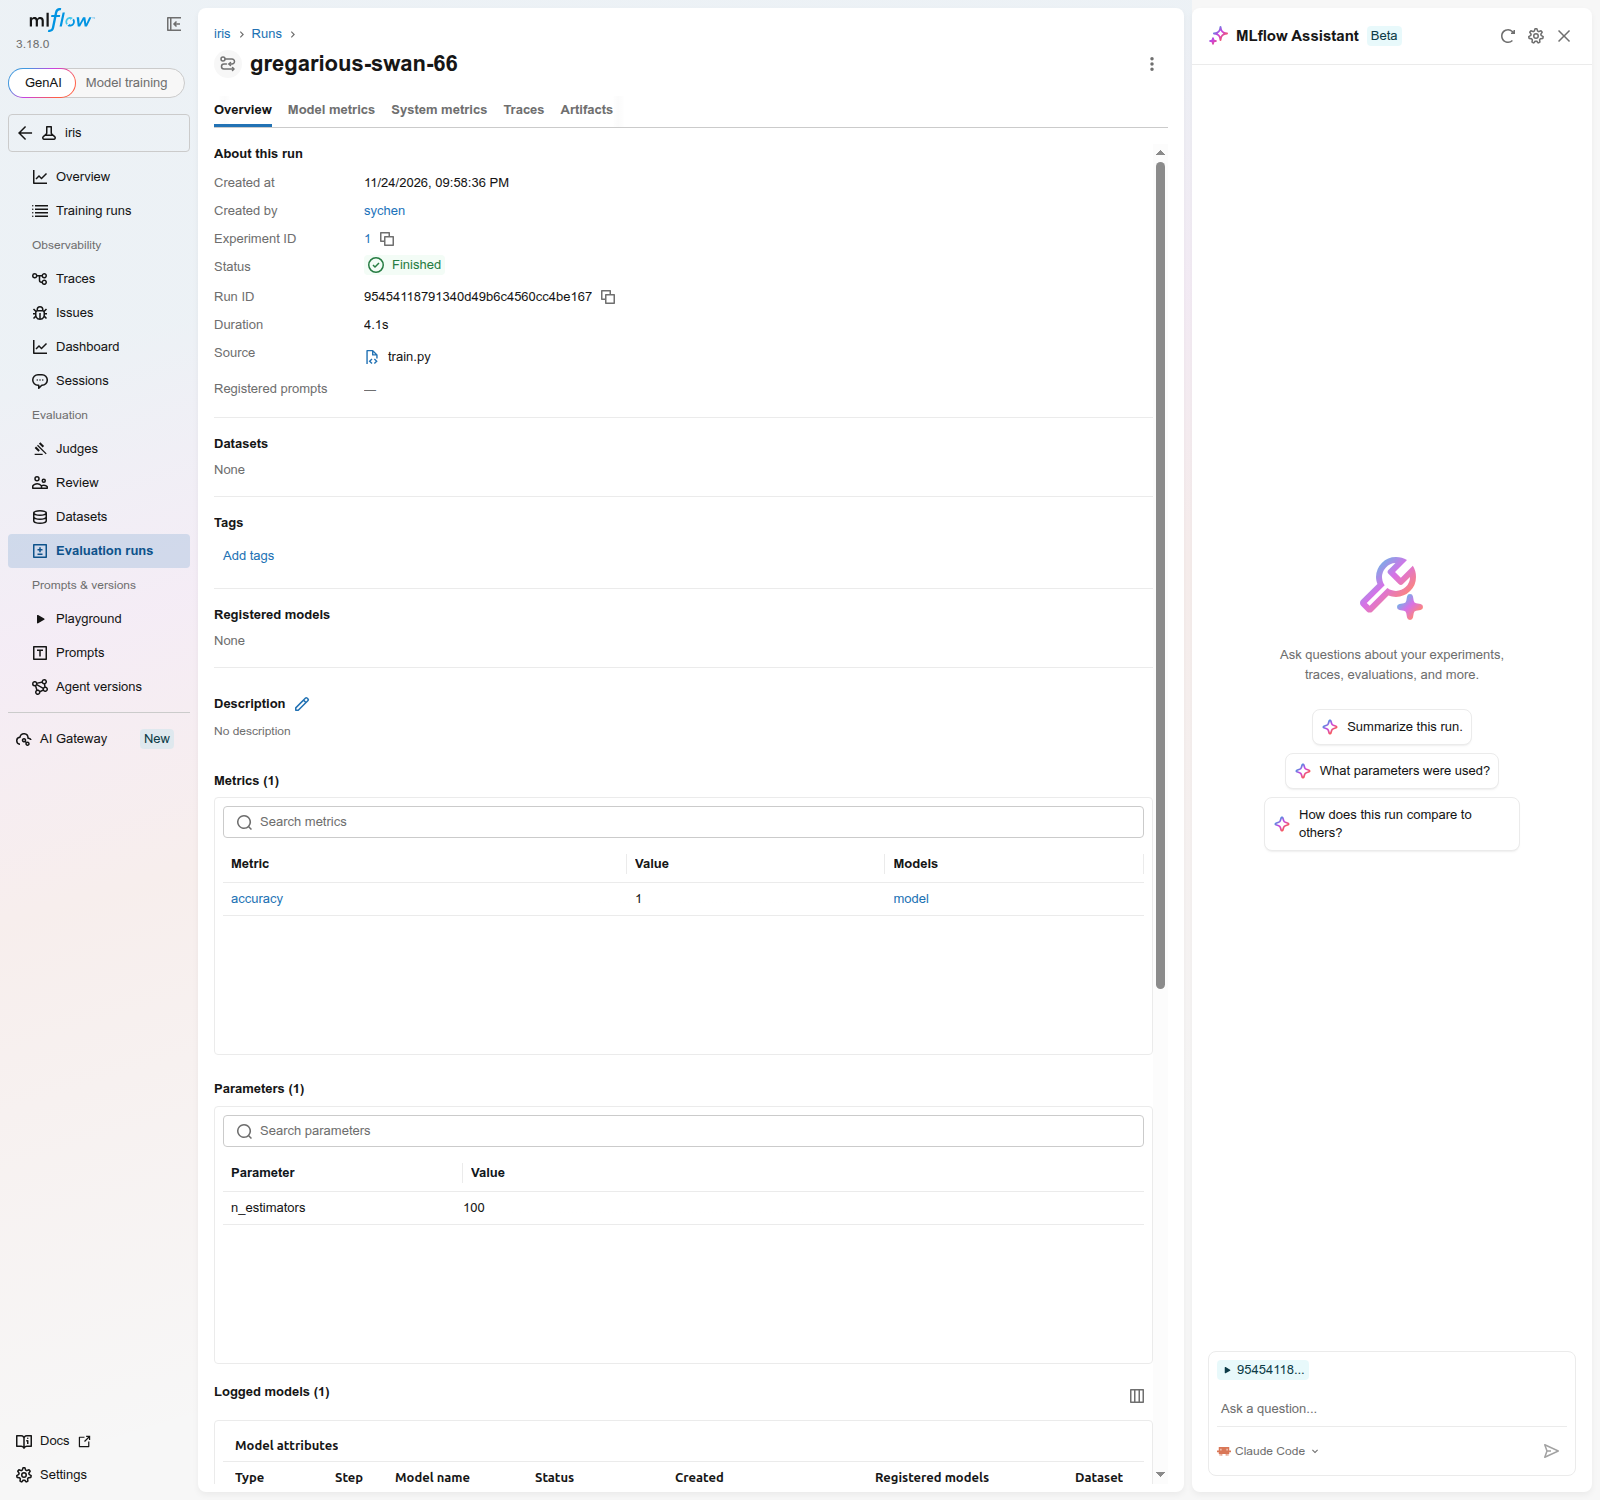 mlflow
3.18.0
GenAI
Model training
iris
Overview
Training runs
Observability
Traces
Issues
Dashboard
Sessions
Evaluation
Judges
Review
Datasets
Evaluation runs
Prompts & versions
Playground
Prompts
Agent versions
AI Gateway
New
Docs
Settings
iris > Runs >
gregarious-swan-66
Overview
Model metrics
System metrics
Traces
Artifacts
About this run
Created at 11/24/2026, 09:58:36 PM
Created by sychen
Experiment ID 1
Status Finished
Run ID 95454118791340d49b6c4560cc4be167
Duration 4.1s
Source train.py
Registered prompts —
Datasets
None
Tags
Add tags
Registered models
None
Description
No description
Metrics (1)
Search metrics
Metric Value Models
accuracy 1 model
Parameters (1)
Search parameters
Parameter Value
n_estimators 100
Logged models (1)
Model attributes
Type Step Model name Status Created Registered models Dataset
MLflow Assistant Beta
Ask questions about your experiments,
traces, evaluations, and more.
Summarize this run.
What parameters were used?
How does this run compare to
others?
95454118...
Ask a question...
Claude Code